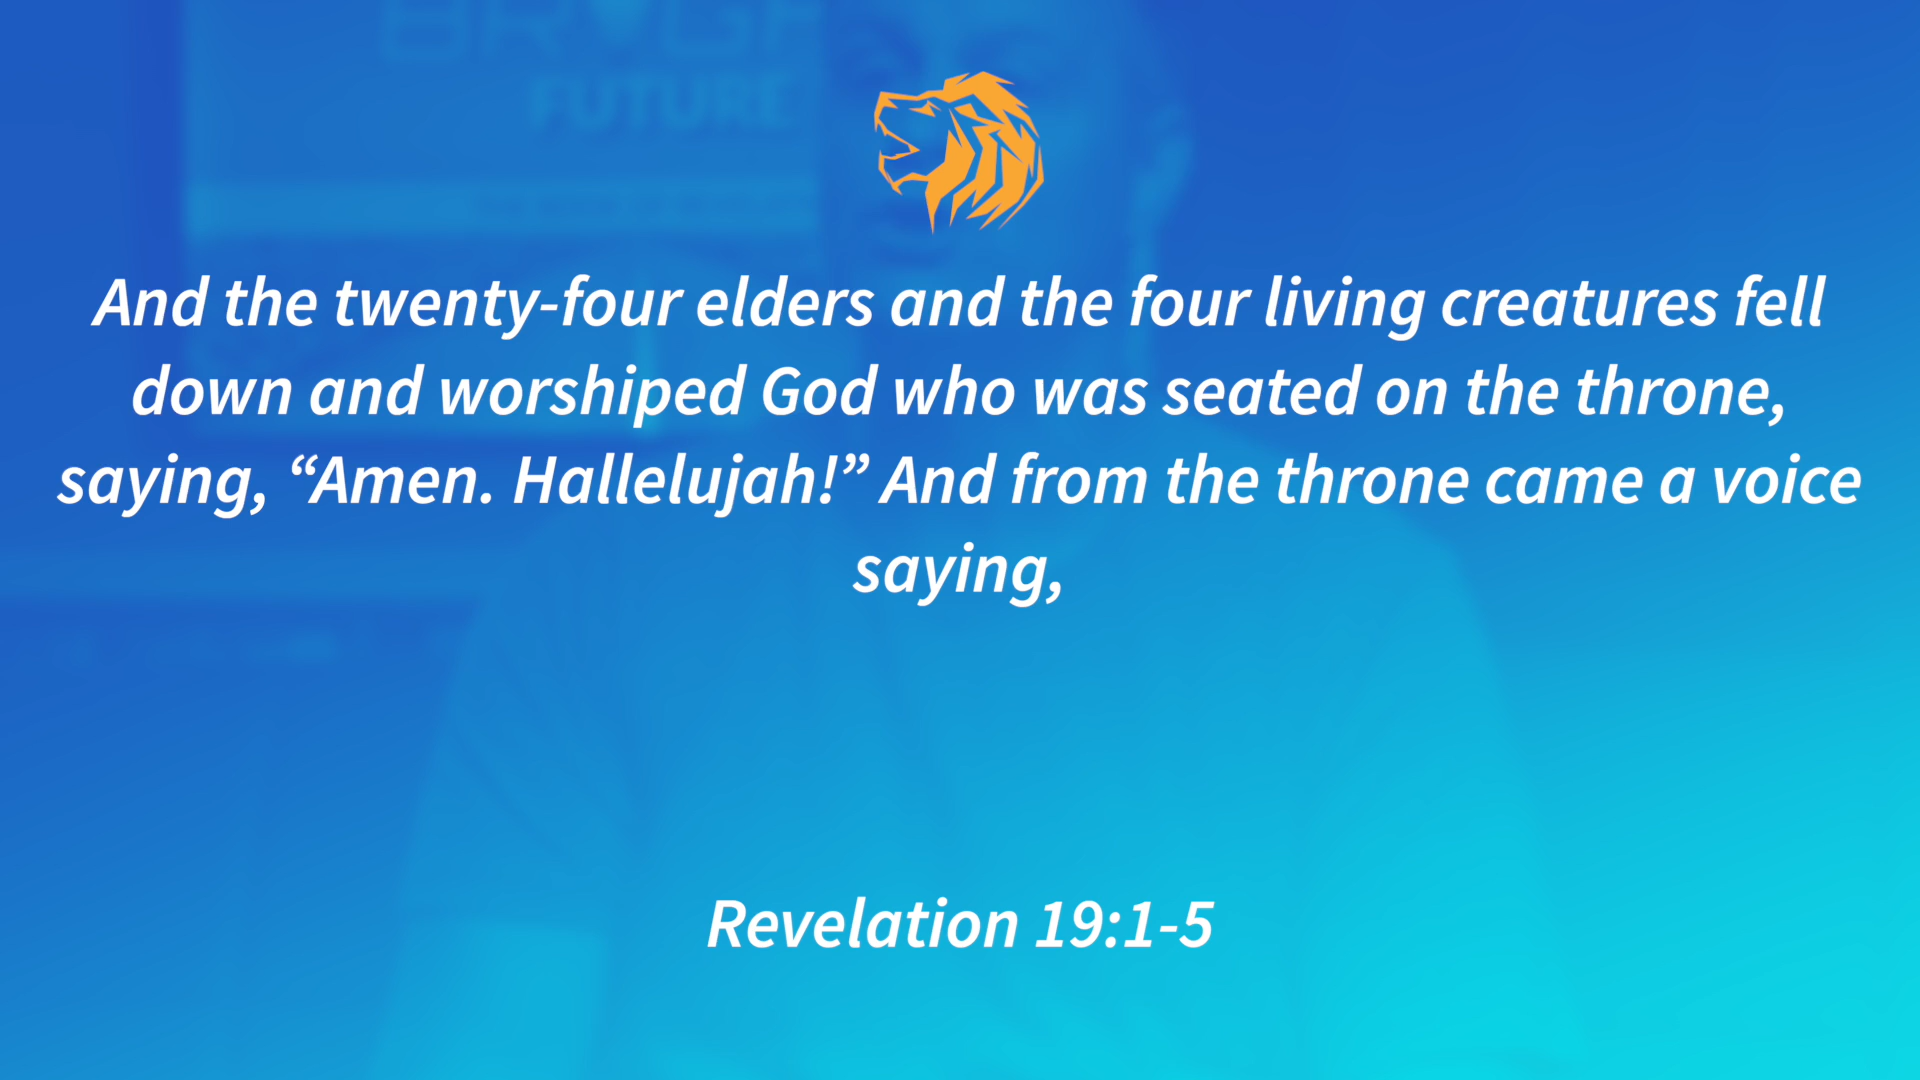 FUTURE
And the twenty-four elders and the four living creatures fell
down and worshiped God who was seated on the throne,
saying, “Amen. Hallelujah!” And from the throne came a voice
saying,
Revelation 19:1-5